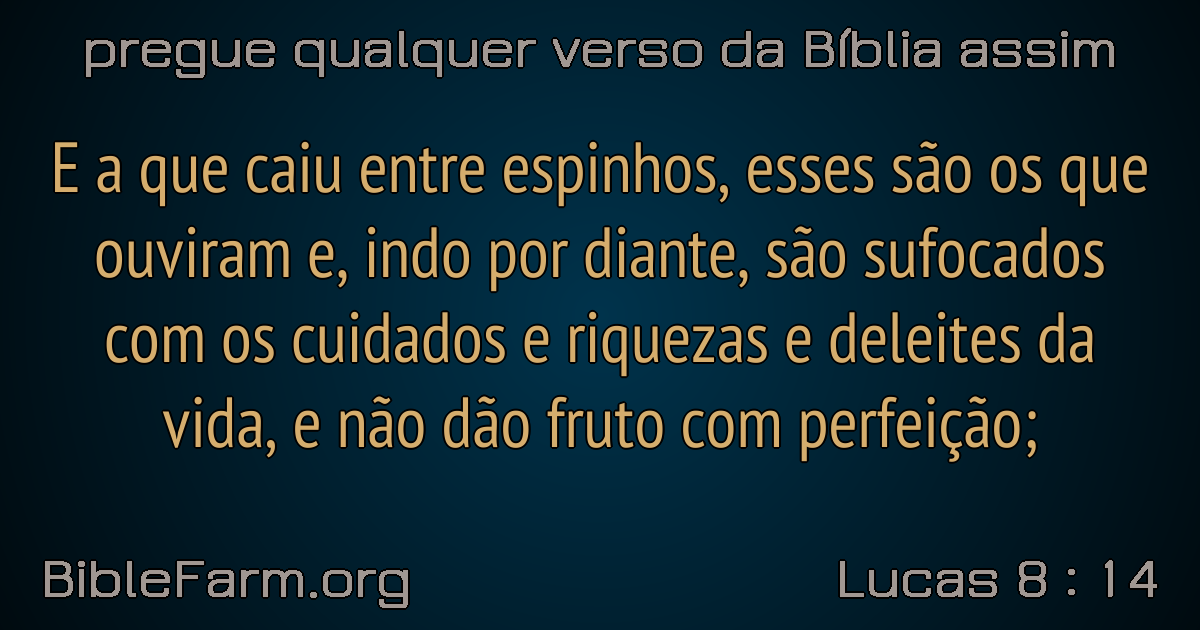 pregue qualquer verso da Bíblia assim
E a que caiu entre espinhos, esses são os que
ouviram e, indo por diante, são sufocados
com os cuidados e riquezas e deleites da
vida, e não dão fruto com perfeição;
BibleFarm.org
Lucas 8 : 14